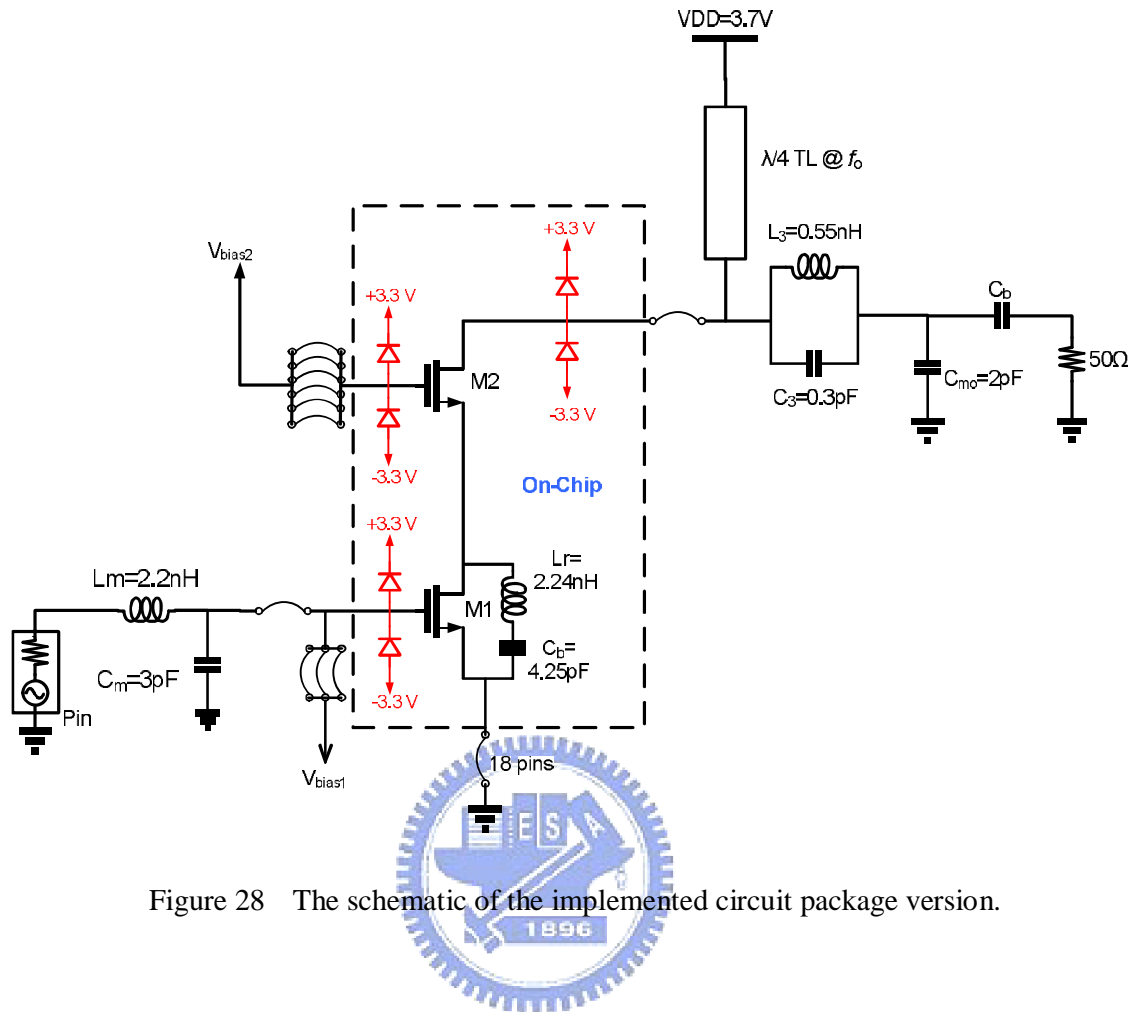 VDD=3.7V
λ/4 TL @ fo
L3=0.55nH
C3=0.3pF
Cb
Cmo=2pF
50Ω
Vbias2
+3.3 V
-3.3 V
M2
+3.3 V
-3.3 V
On-Chip
+3.3 V
-3.3 V
M1
Lr=
2.24nH
Cb=
4.25pF
Lm=2.2nH
Cm=3pF
Pin
Vbias1
18 pins
E S A
Figure 28 The schematic of the implemented circuit package version.
1896